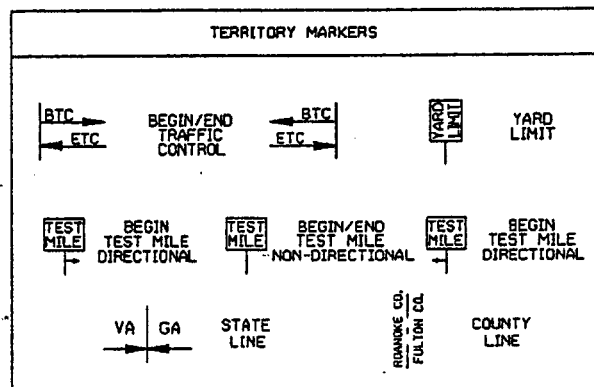 TERRITORY MARKERS
BTC
ETC
BEGIN/END
TRAFFIC
CONTROL
BTC
ETC
YARD
LIMIT
YARD
LIMIT
TEST
MILE
BEGIN
TEST MILE
DIRECTIONAL
TEST
MILE
BEGIN/END
TEST MILE
NON-DIRECTIONAL
TEST
MILE
BEGIN
TEST MILE
DIRECTIONAL
VA GA
STATE
LINE
ROANOKE CO.
FULTON CO.
COUNTY
LINE